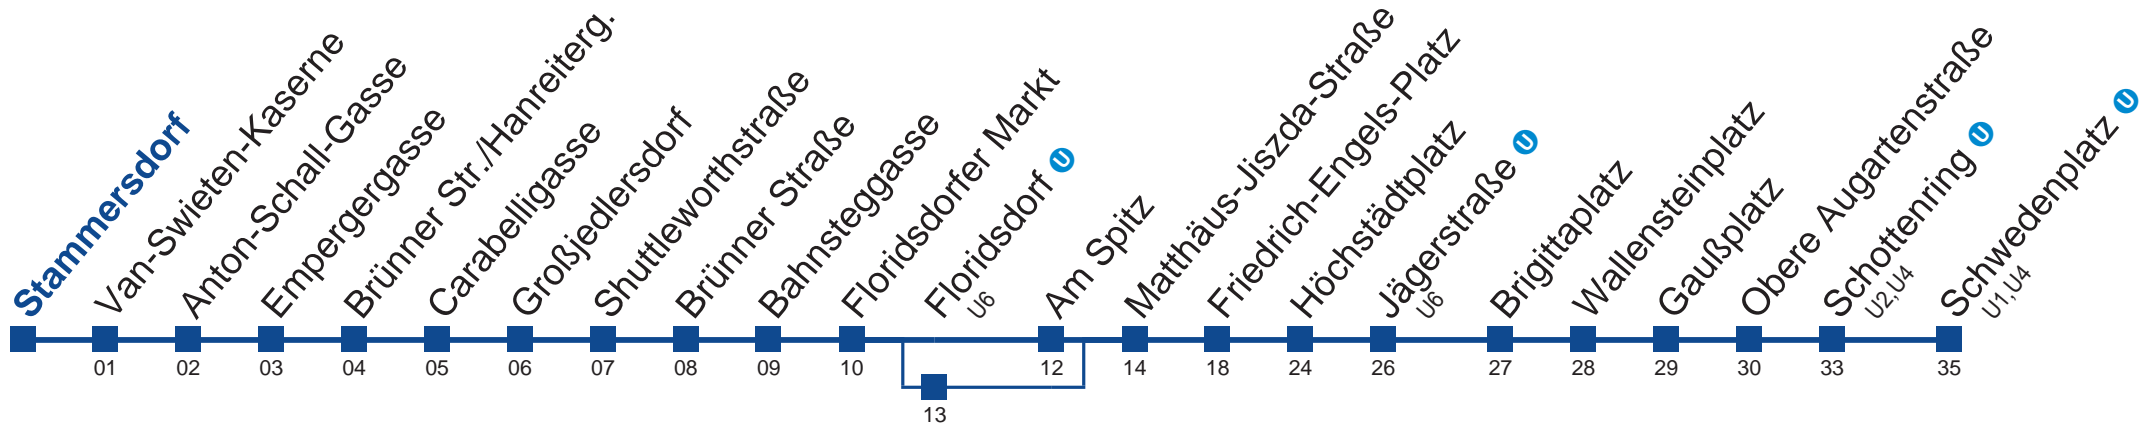 Stammersdorf
Van-Swieten-Kaserne
Anton-Schall-Gasse
Empergergasse
Brünner Str./Hanreiterg.
Carabelligasse
Großjedlersdorf
Shuttleworthstraße
Brünner Straße
Bahnsteggasse
Floridsdorfer Markt
Floridsdorf U
U6
Am Spitz
Matthäus-Jiszda-Straße
Friedrich-Engels-Platz
Höchstädtplatz
Jägerstraße U
U6
Brigittaplatz
Wallensteinplatz
Gaußplatz
Obere Augartenstraße
Schottenring U
U2,U4
Schwedenplatz U
U1,U4
01 02 03 04 05 06 07 08 09 10 12 14 18 24 26 27 28 29 30 33 35
13